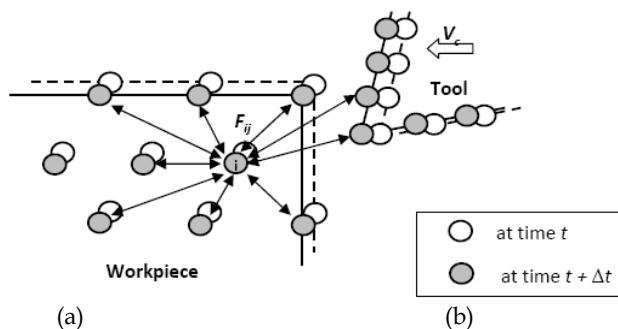 V_c
Tool
F_ij
i
at time t
at time t + Δt
Workpiece
(a) (b)